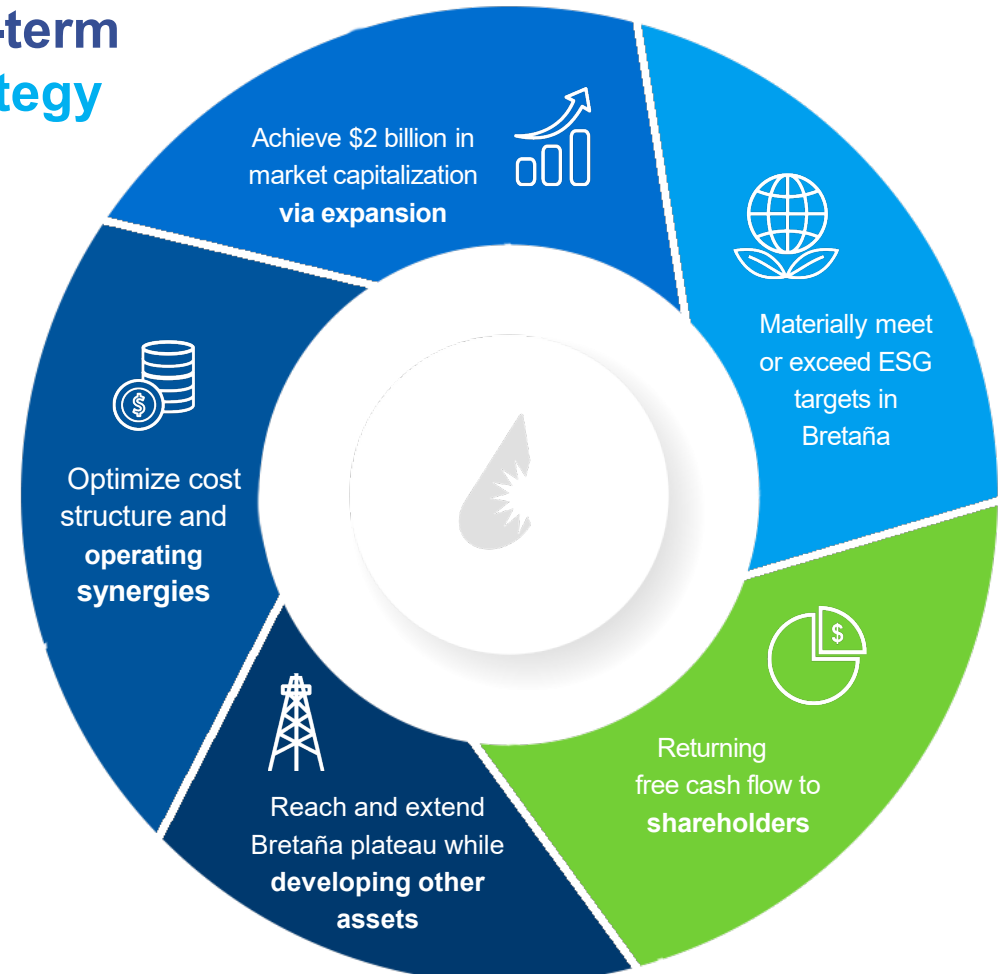 -term
tegy
Achieve $2 billion in
market capitalization
via expansion
Materially meet
or exceed ESG
targets in
Bretaña
Returning
free cash flow to
shareholders
Reach and extend
Bretaña plateau while
developing other
assets
Optimize cost
structure and
operating
synergies
$
$